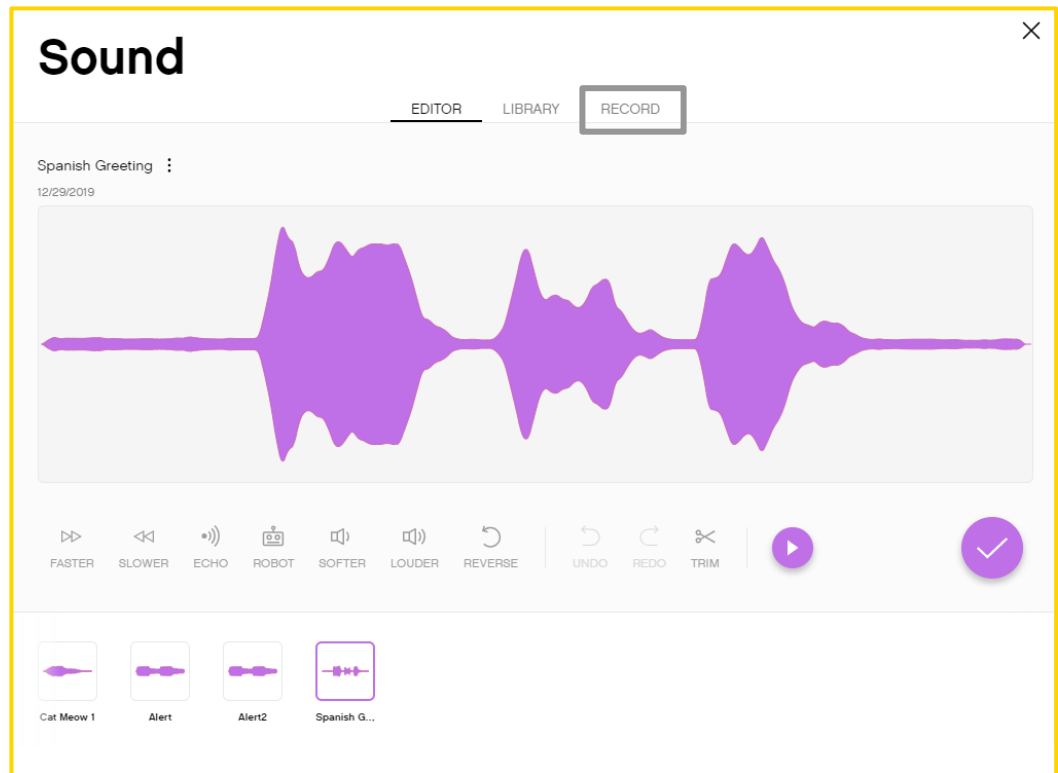 Sound
EDITOR LIBRARY RECORD
Spanish Greeting
12/29/2019
FASTER SLOWER ECHO ROBOT SOFTER LOUDER REVERSE UNDO REDO TRIM
Cat Meow 1 Alert Alert2 Spanish G...